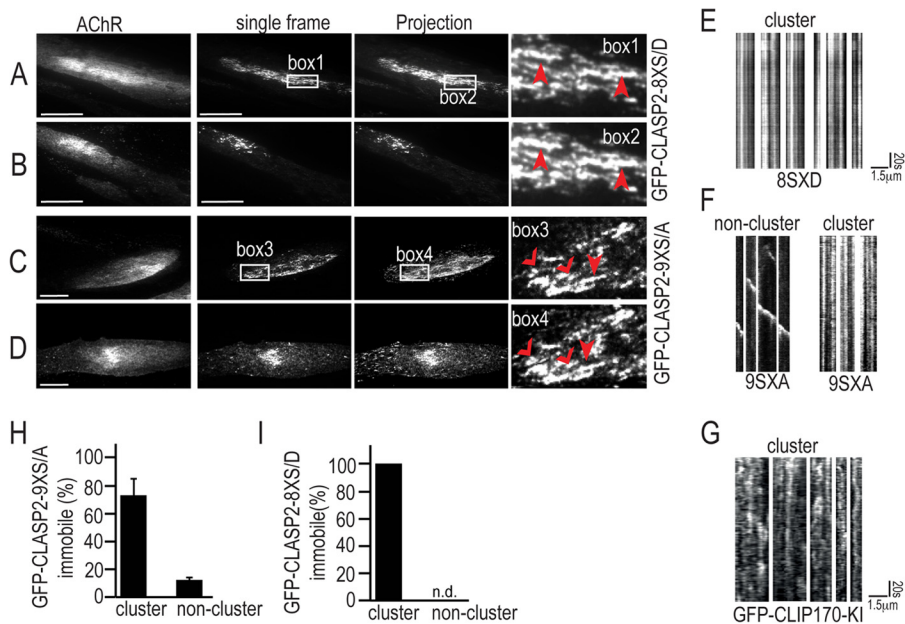 AChR single frame Projection
A box1 box2 box1
B box2
GFP-CLASP2-8XS/D
C box3 box4 box3
D box4
GFP-CLASP2-9XS/A
E
cluster
8SXD
20s
1.5µm
F
non-cluster cluster
9SXA 9SXA
G
cluster
GFP-CLIP170-KI
20s
1.5µm
H
GFP-CLASP2-9XS/A
immobile(%)
100
80
60
40
20
0
cluster non-cluster
I
GFP-CLASP2-8XS/D
immobile(%)
100
80
60
40
20
0
n.d.
cluster non-cluster